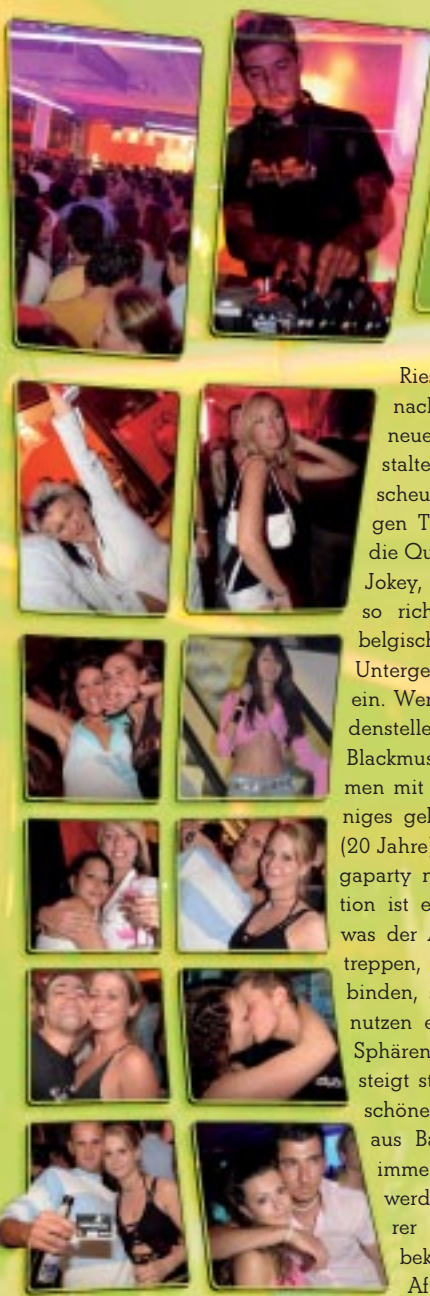 Ries
nach
neue
stalte
scheu
gen T
die Qu
Jokey,
so rich
belgisch
Unterge
ein. Wer
denstelle
Blackmus
men mit
niges gel
(20 Jahre)
gaparty n
tion ist e
was der A
treppen,
binden,
nutzen e
Sphären
steigt st
schöne
aus Ba
imme
werd
rer
bek
Af